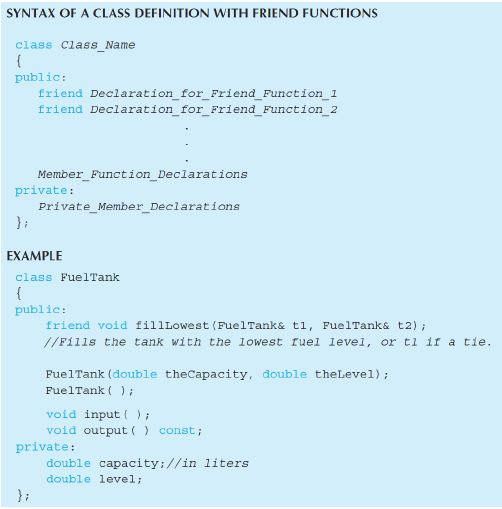 SYNTAX OF A CLASS DEFINITION WITH FRIEND FUNCTIONS
class Class_Name
{
public:
friend Declaration_for_Friend_Function_1
friend Declaration_for_Friend_Function_2
.
.
.
Member_Function_Declarations
private:
Private_Member_Declarations
};
EXAMPLE
class FuelTank
{
public:
friend void fillLowest(FuelTank& t1, FuelTank& t2);
//Fills the tank with the lowest fuel level, or t1 if a tie.
FuelTank(double theCapacity, double theLevel);
FuelTank( );
void input( );
void output( ) const;
private:
double capacity;//in liters
double level;
};